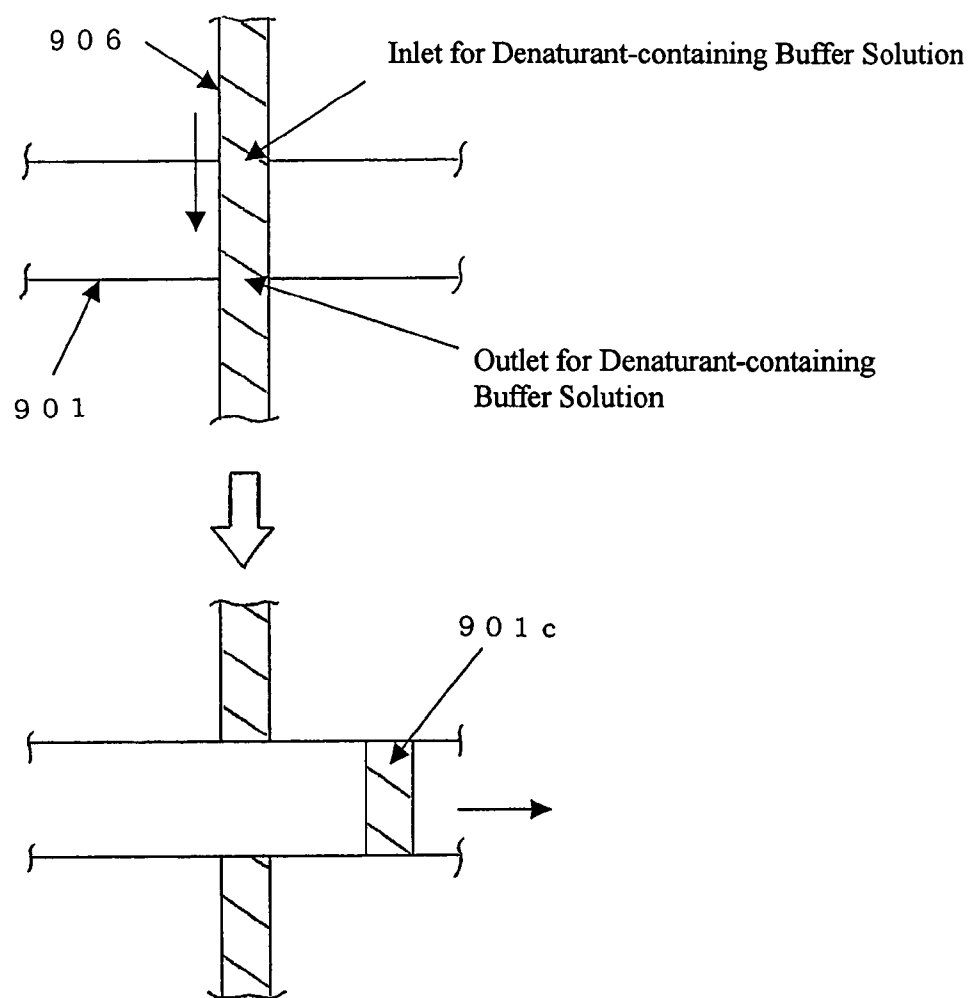 906
Inlet for Denaturant-containing Buffer Solution
Outlet for Denaturant-containing
Buffer Solution
901
901c